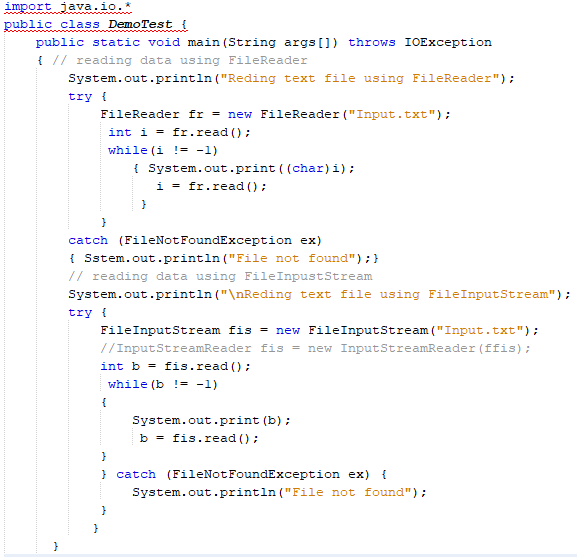 import java.io.*
public class DemoTest {
public static void main(String args[]) throws IOException
{ // reading data using FileReader
System.out.println("Reding text file using FileReader");
try {
FileReader fr = new FileReader("Input.txt");
int i = fr.read();
while(i != -1)
{ System.out.print((char)i);
i = fr.read();
}
}
catch (FileNotFoundException ex)
{ Sstem.out.println("File not found");}
// reading data using FileInpustStream
System.out.println("\nReding text file using FileInputStream");
try {
FileInputStream fis = new FileInputStream("Input.txt");
//InputStreamReader fis = new InputStreamReader(ffis);
int b = fis.read();
while(b != -1)
{
System.out.print(b);
b = fis.read();
}
} catch (FileNotFoundException ex) {
System.out.println("File not found");
}
}
}